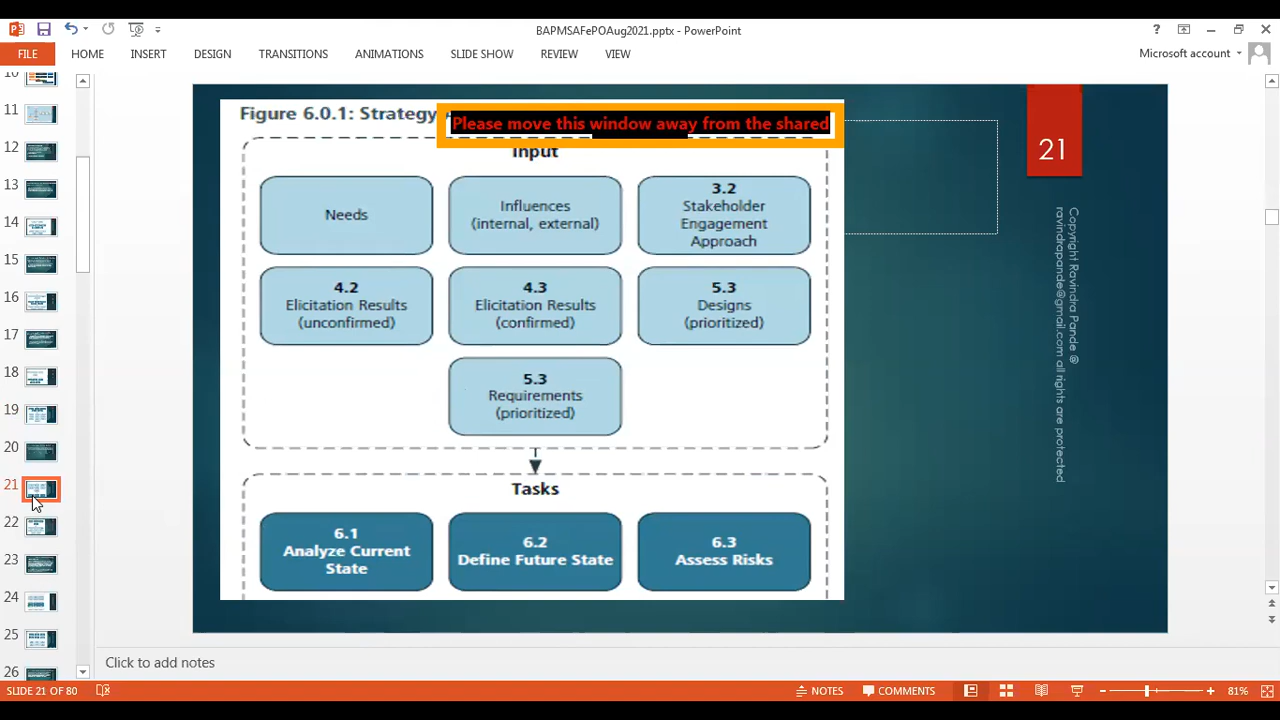 BAPMSAFePOAug2021.pptx - PowerPoint
FILE HOME INSERT DESIGN TRANSITIONS ANIMATIONS SLIDE SHOW REVIEW VIEW
Microsoft account
Figure 6.0.1: Strategy
Please move this window away from the shared
Input
Needs
Influences
(internal, external)
3.2
Stakeholder
Engagement
Approach
4.2
Elicitation Results
(unconfirmed)
4.3
Elicitation Results
(confirmed)
5.3
Designs
(prioritized)
5.3
Requirements
(prioritized)
Tasks
6.1
Analyze Current
State
6.2
Define Future State
6.3
Assess Risks
21
Copyright Ravindra Pande @
ravindrapande@gmail.com all rights are protected
10
11
12
13
14
15
16
17
18
19
20
21
22
23
24
25
26
Click to add notes
SLIDE 21 OF 80
NOTES
COMMENTS
81%